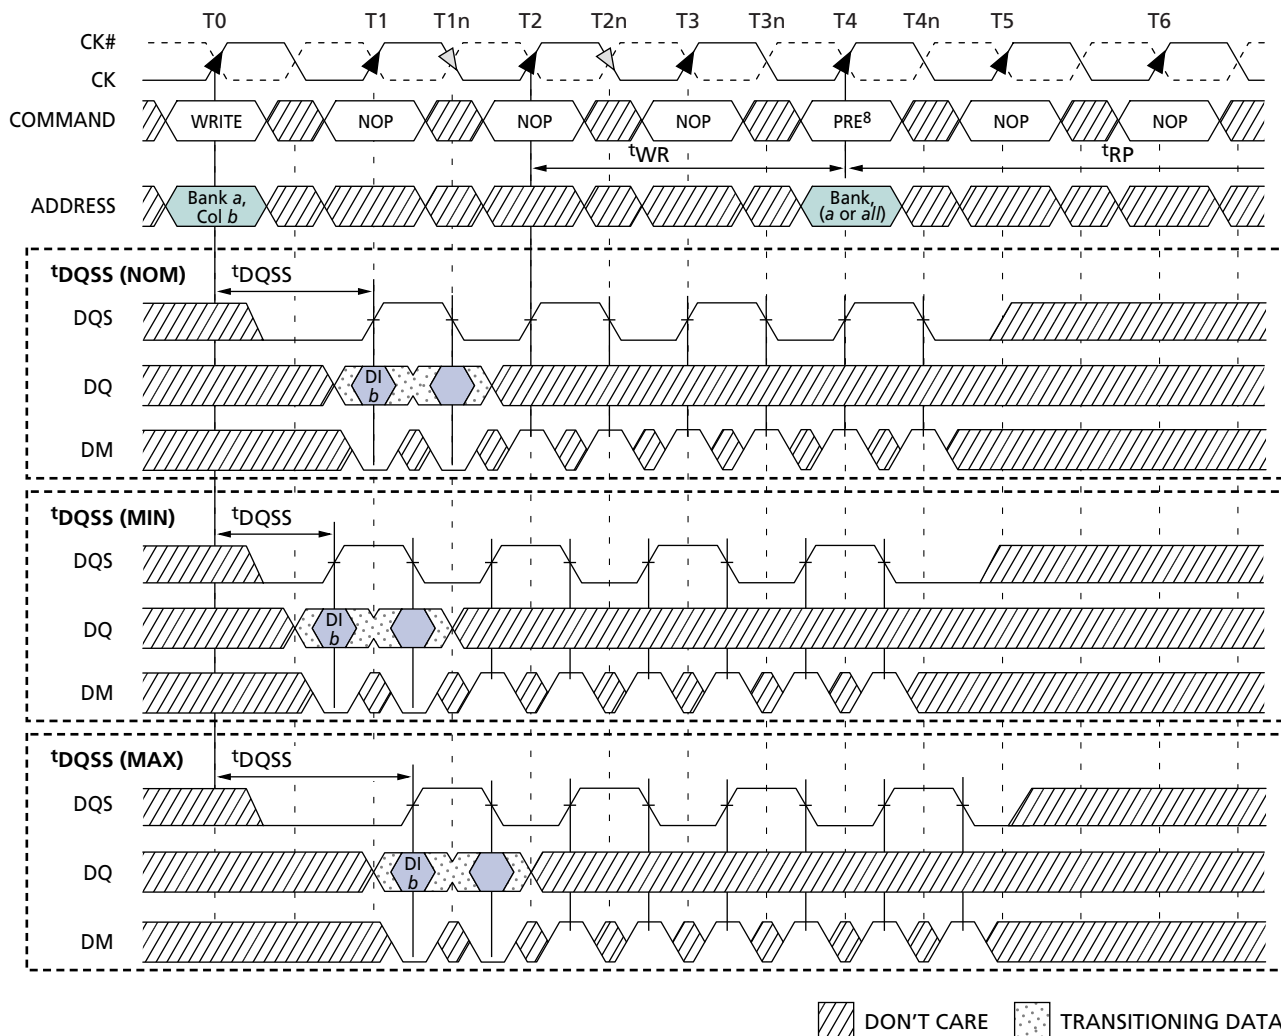 T0 T1 T1n T2 T2n T3 T3n T4 T4n T5 T6
CK#
CK
COMMAND WRITE NOP NOP NOP PRE8 NOP NOP
tWR tRP
ADDRESS Bank a, Col b Bank, (a or all)
tDQSS (NOM) tDQSS
DQS
DQ DI b
DM
tDQSS (MIN) tDQSS
DQS
DQ DI b
DM
tDQSS (MAX) tDQSS
DQS
DQ DI b
DM
DON'T CARE TRANSITIONING DATA